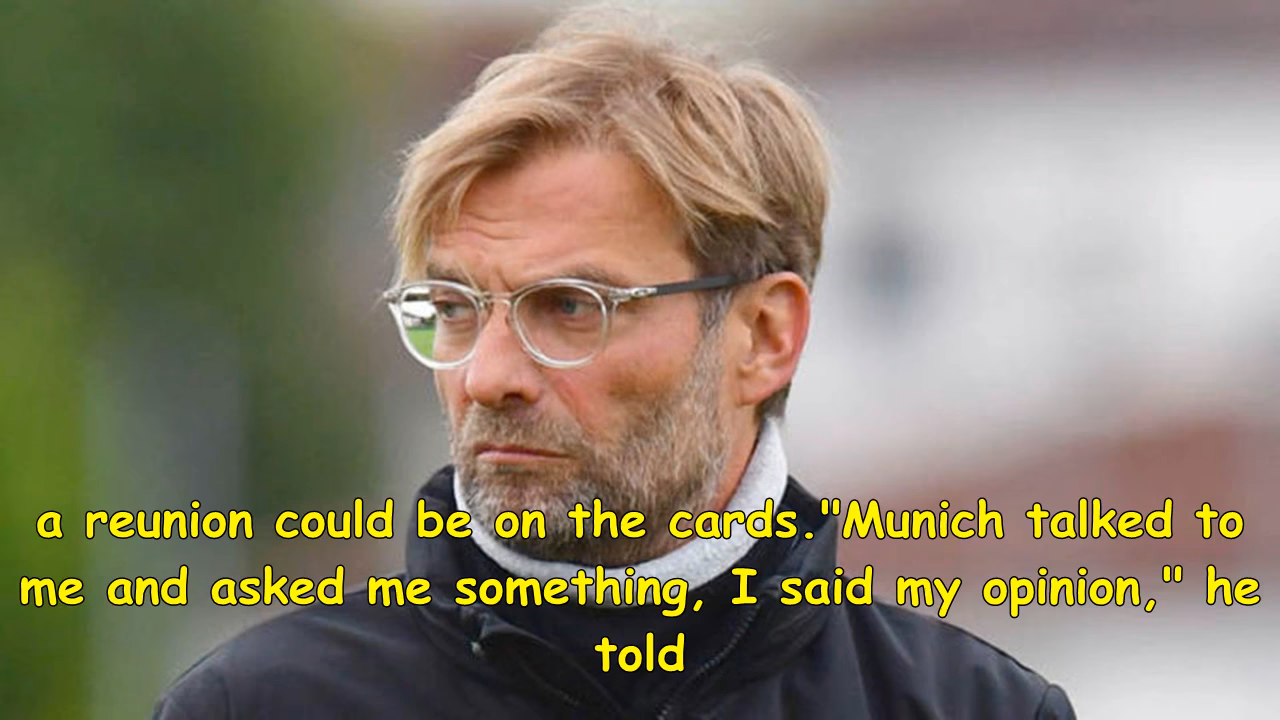 a reunion could be on the cards."Munich talked to
me and asked me something, I said my opinion," he
told